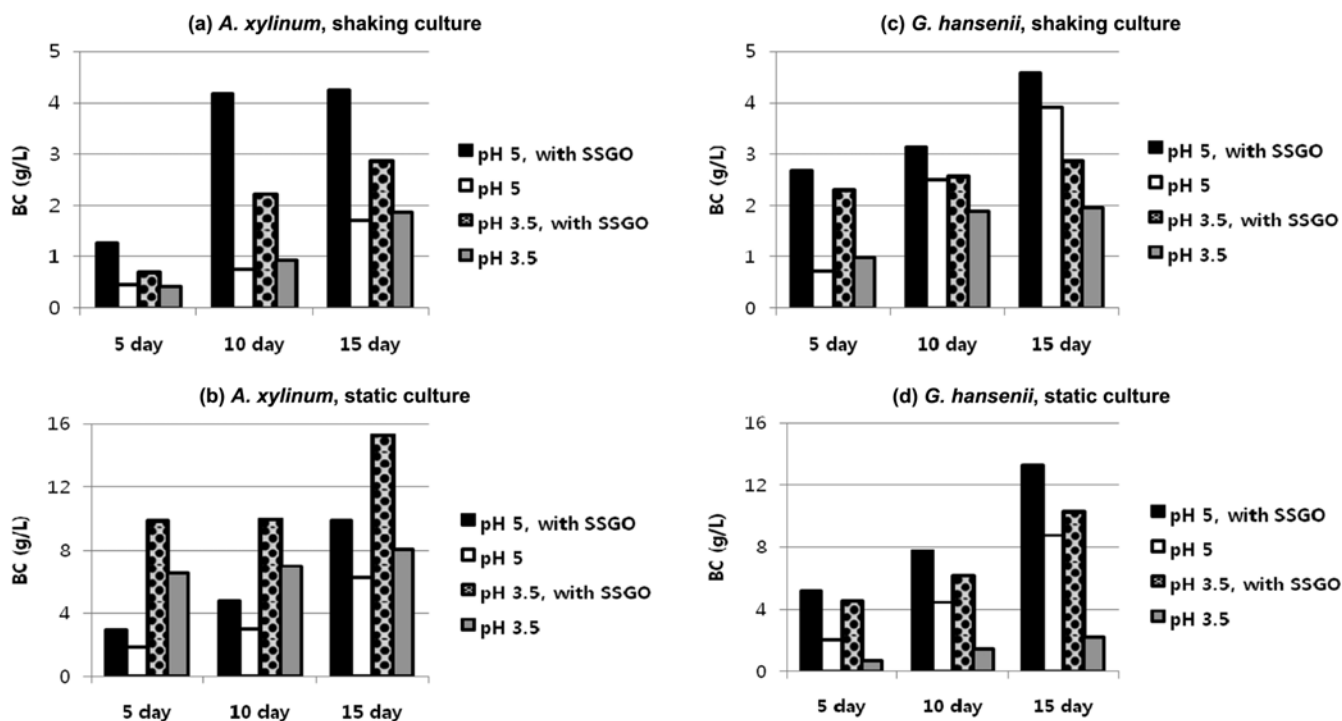 (a) A. xylinum, shaking culture
5
4
3
2
1
0
BC (g/L)
5 day 10 day 15 day
pH 5, with SSGO
pH 5
pH 3.5, with SSGO
pH 3.5
(c) G. hansenii, shaking culture
5
4
3
2
1
0
BC (g/L)
5 day 10 day 15 day
pH 5, with SSGO
pH 5
pH 3.5, with SSGO
pH 3.5
(b) A. xylinum, static culture
16
12
8
4
0
BC (g/L)
5 day 10 day 15 day
pH 5, with SSGO
pH 5
pH 3.5, with SSGO
pH 3.5
(d) G. hansenii, static culture
16
12
8
4
0
BC (g/L)
5 day 10 day 15 day
pH 5, with SSGO
pH 5
pH 3.5, with SSGO
pH 3.5